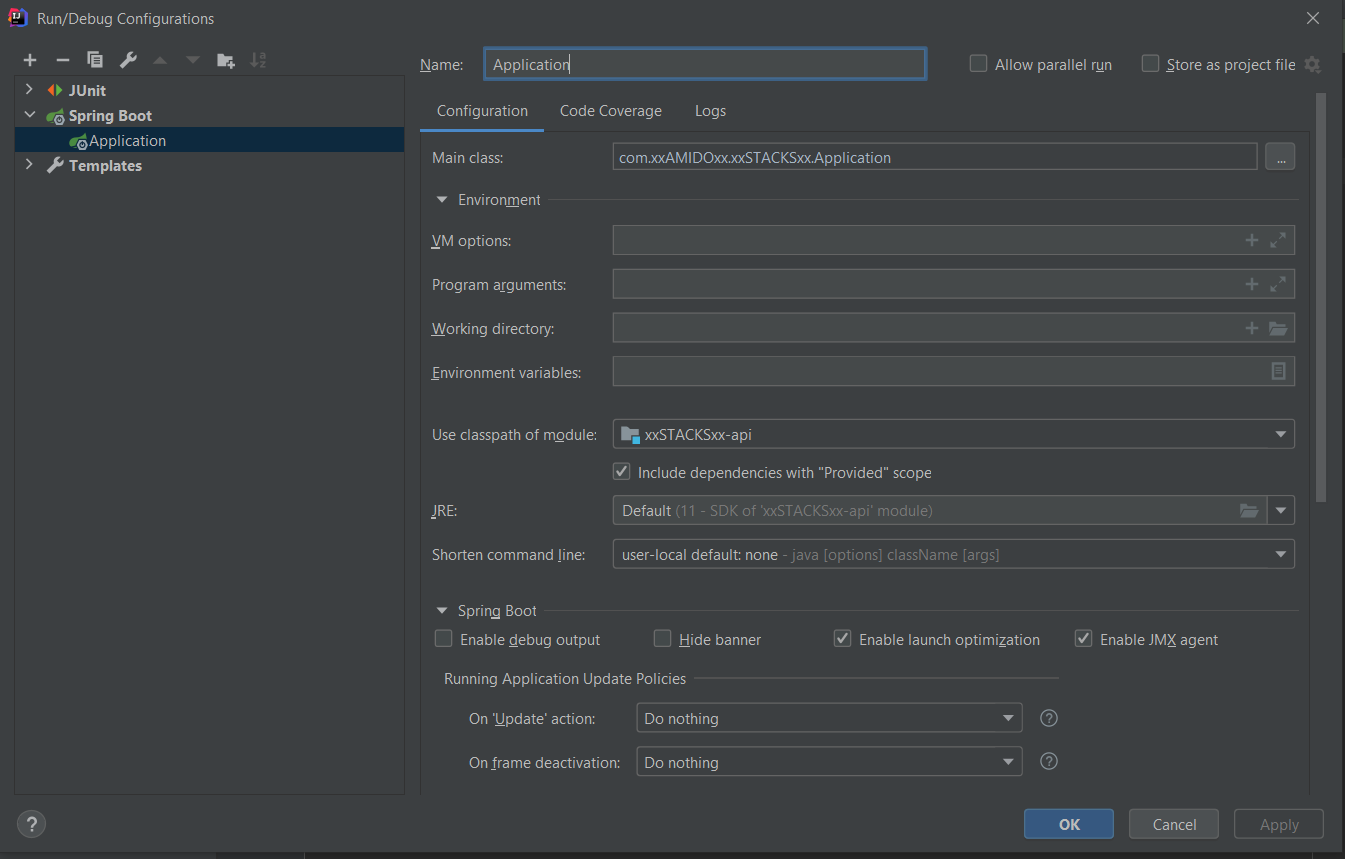 Run/Debug Configurations
JUnit
Spring Boot
Application
Templates
Name: Application
Allow parallel run
Store as project file
Configuration Code Coverage Logs
Main class: com.xxAMIDOxx.xxSTACKSxx.Application ...
Environment
VM options:
Program arguments:
Working directory:
Environment variables:
Use classpath of module: xxSTACKSxx-api
Include dependencies with "Provided" scope
JRE: Default (11 - SDK of 'xxSTACKSxx-api' module)
Shorten command line: user-local default: none - java [options] className [args]
Spring Boot
Enable debug output Hide banner Enable launch optimization Enable JMX agent
Running Application Update Policies
On 'Update' action: Do nothing ?
On frame deactivation: Do nothing ?
? OK Cancel Apply